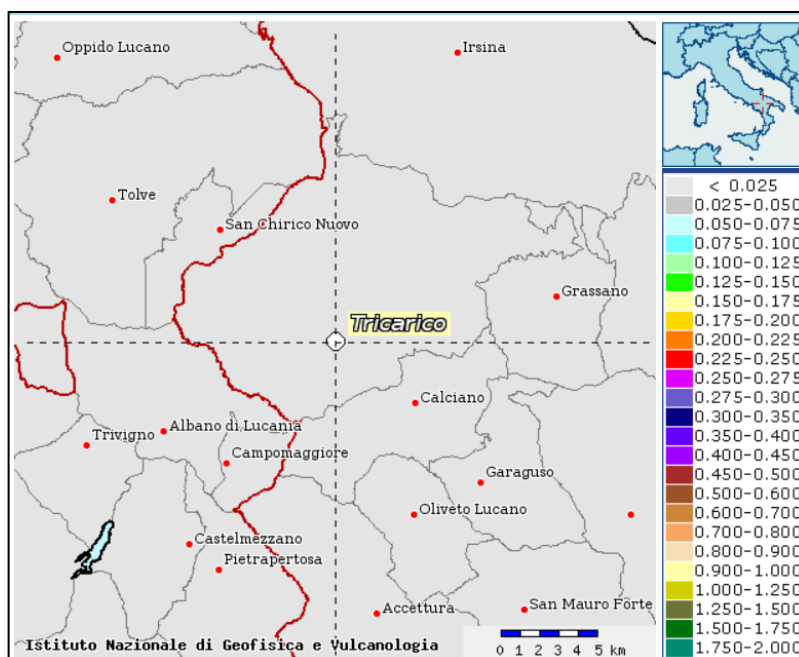 Oppido Lucano
Irsina
Tolve
San Chirico Nuovo
Grassano
Tricarico
Calciano
Albano di Lucania
Trivigno
Campomaggiore
Garaguso
Oliveto Lucano
Castelmezzano
Pietrapertosa
Accettura
San Mauro Forte
Istituto Nazionale di Geofisica e Vulcanologia
0 1 2 3 4 5 km
< 0.025
0.025-0.050
0.050-0.075
0.075-0.100
0.100-0.125
0.125-0.150
0.150-0.175
0.175-0.200
0.200-0.225
0.225-0.250
0.250-0.275
0.275-0.300
0.300-0.350
0.350-0.400
0.400-0.450
0.450-0.500
0.500-0.600
0.600-0.700
0.700-0.800
0.800-0.900
0.900-1.000
1.000-1.250
1.250-1.500
1.500-1.750
1.750-2.000